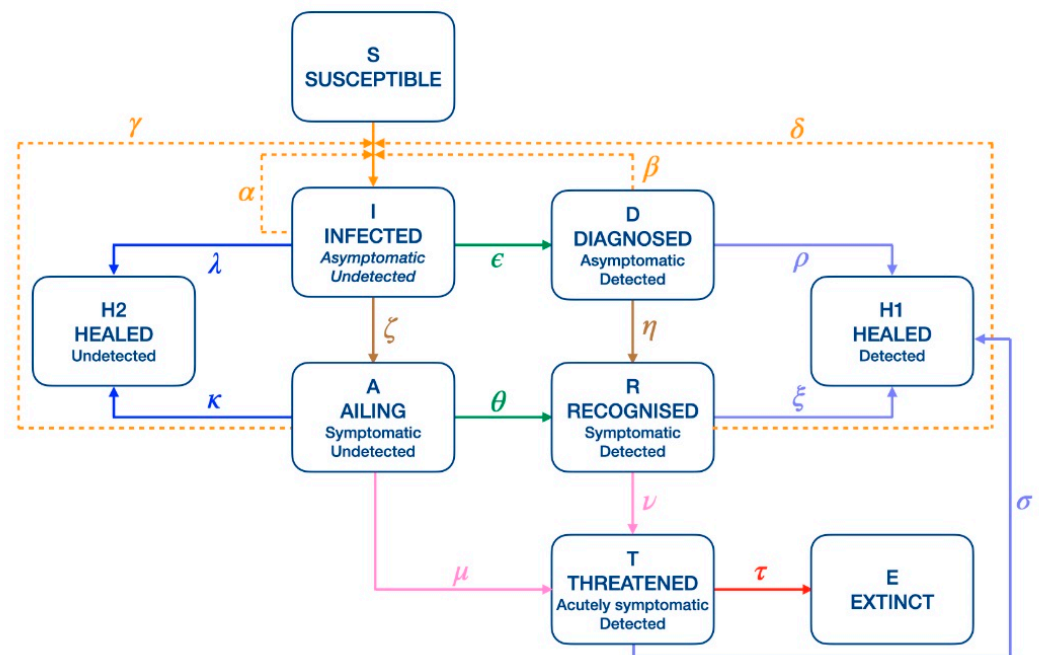 S
SUSCEPTIBLE
γ
δ
α
β
I
INFECTED
Asymptomatic
Undetected
D
DIAGNOSED
Asymptomatic
Detected
λ
ϵ
ρ
H2
HEALED
Undetected
H1
HEALED
Detected
ζ
η
A
AILING
Symptomatic
Undetected
R
RECOGNISED
Symptomatic
Detected
κ
θ
ξ
ν
σ
μ
T
THREATENED
Acutely symptomatic
Detected
τ
E
EXTINCT